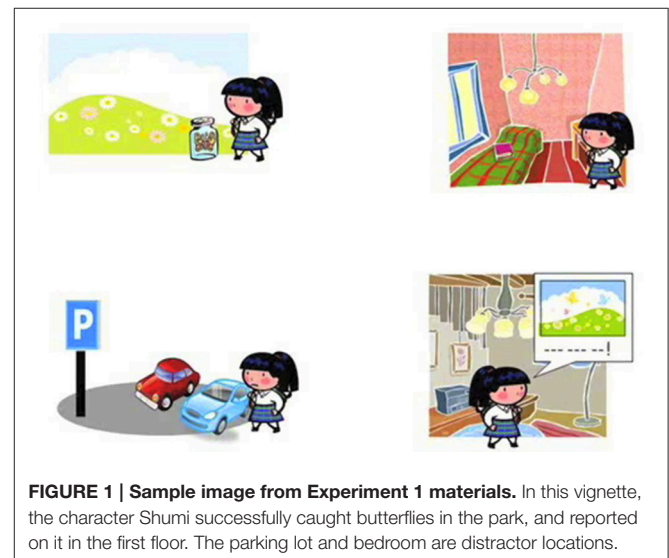 P
FIGURE 1 | Sample image from Experiment 1 materials. In this vignette,
the character Shumi successfully caught butterflies in the park, and reported
on it in the first floor. The parking lot and bedroom are distractor locations.